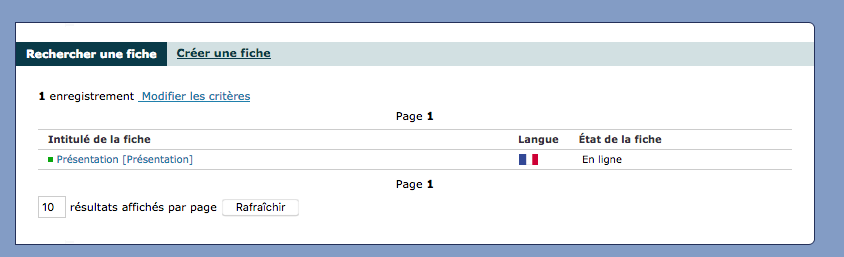 Rechercher une fiche Créer une fiche
1 enregistrement Modifier les critères
Page 1
Intitulé de la fiche Langue État de la fiche
Présentation [Présentation] En ligne
Page 1
10 résultats affichés par page Rafraîchir